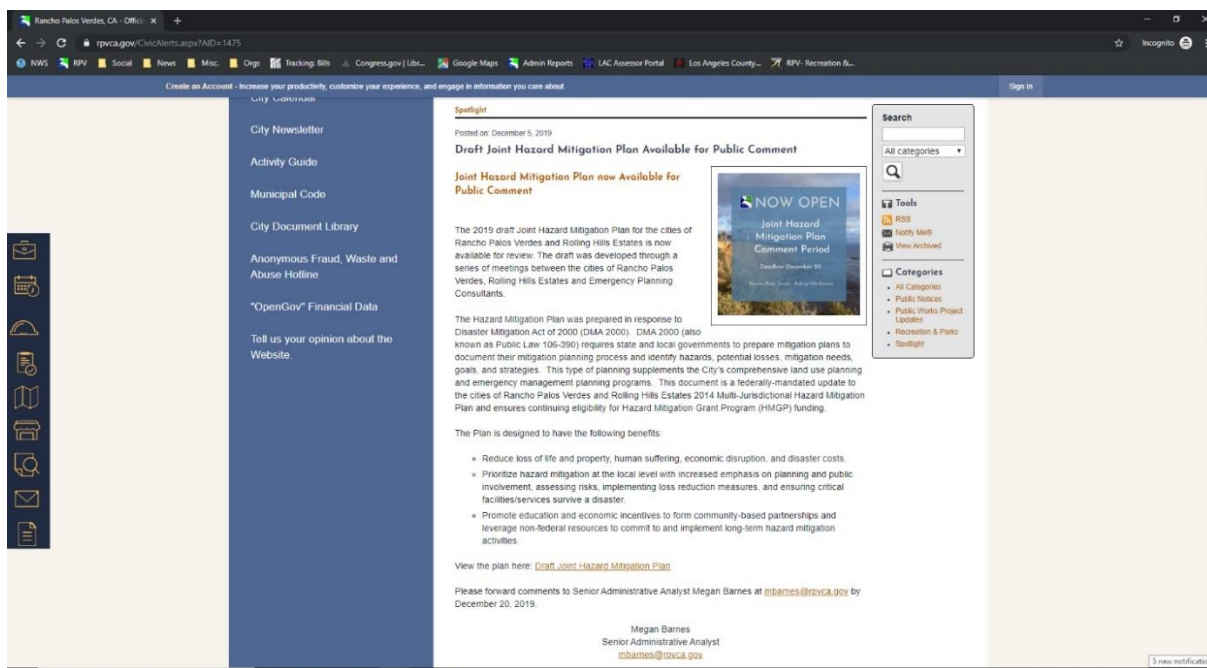 Rancho Palos Verdes, CA - Offici
rpvca.gov/CivicAlerts.aspx?AID=1475
Incognito
NWS
RPV
Social
News
Misc.
Orgs
Tracking: Bills
Congress.gov | Libr...
Google Maps
Admin Reports
LAC Assessor Portal
Los Angeles County...
RPV- Recreation &...
Create an Account - Increase your productivity, customize your experience, and engage in information you care about.
Sign In
City Calendar
City Newsletter
Activity Guide
Municipal Code
City Document Library
Anonymous Fraud, Waste and
Abuse Hotline
"OpenGov" Financial Data
Tell us your opinion about the
Website.
Spotlight
Posted on: December 5, 2019
Draft Joint Hazard Mitigation Plan Available for Public Comment
Joint Hazard Mitigation Plan now Available for
Public Comment
NOW OPEN
Joint Hazard
Mitigation Plan
Comment Period
Deadline December 20
Rancho Palos Verdes - Rolling Hills Estates
The 2019 draft Joint Hazard Mitigation Plan for the cities of
Rancho Palos Verdes and Rolling Hills Estates is now
available for review. The draft was developed through a
series of meetings between the cities of Rancho Palos
Verdes, Rolling Hills Estates and Emergency Planning
Consultants.
The Hazard Mitigation Plan was prepared in response to
Disaster Mitigation Act of 2000 (DMA 2000). DMA 2000 (also
known as Public Law 106-390) requires state and local governments to prepare mitigation plans to
document their mitigation planning process and identify hazards, potential losses, mitigation needs,
goals, and strategies. This type of planning supplements the City's comprehensive land use planning
and emergency management planning programs. This document is a federally-mandated update to
the cities of Rancho Palos Verdes and Rolling Hills Estates 2014 Multi-Jurisdictional Hazard Mitigation
Plan and ensures continuing eligibility for Hazard Mitigation Grant Program (HMGP) funding.
The Plan is designed to have the following benefits:
Reduce loss of life and property, human suffering, economic disruption, and disaster costs.
Prioritize hazard mitigation at the local level with increased emphasis on planning and public
involvement, assessing risks, implementing loss reduction measures, and ensuring critical
facilities/services survive a disaster.
Promote education and economic incentives to form community-based partnerships and
leverage non-federal resources to commit to and implement long-term hazard mitigation
activities.
View the plan here: Draft Joint Hazard Mitigation Plan
Please forward comments to Senior Administrative Analyst Megan Barnes at mbarnes@rpvca.gov by
December 20, 2019.
Megan Barnes
Senior Administrative Analyst
mbarnes@rpvca.gov
Search
All categories
Tools
RSS
Notify Me®
View Archived
Categories
All Categories
Public Notices
Public Works Project
Updates
Recreation & Parks
Spotlight
5 new notificatio